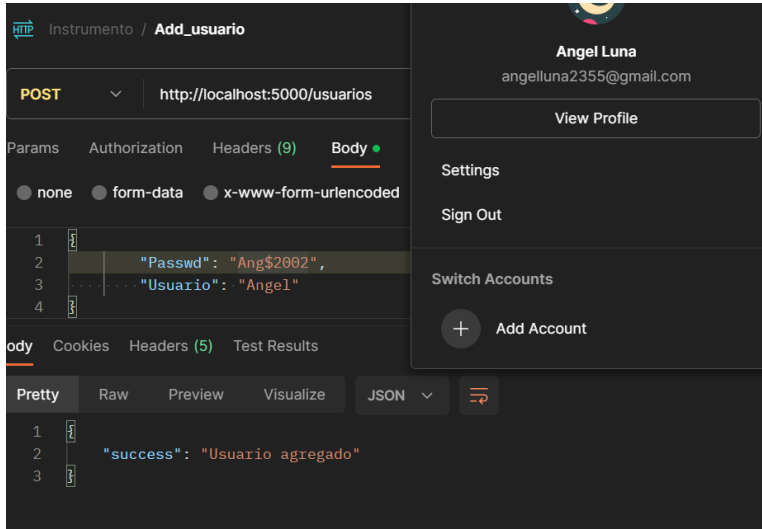 HTTP Instrumento / Add_usuario
POST http://localhost:5000/usuarios
Params Authorization Headers (9) Body
none form-data x-www-form-urlencoded
1 {
2 "Passwd": "Ang$2002",
3 "Usuario": "Angel"
4 }
ody Cookies Headers (5) Test Results
Pretty Raw Preview Visualize JSON
1 {
2 "success": "Usuario agregado"
3 }
Angel Luna
angelluna2355@gmail.com
View Profile
Settings
Sign Out
Switch Accounts
+ Add Account